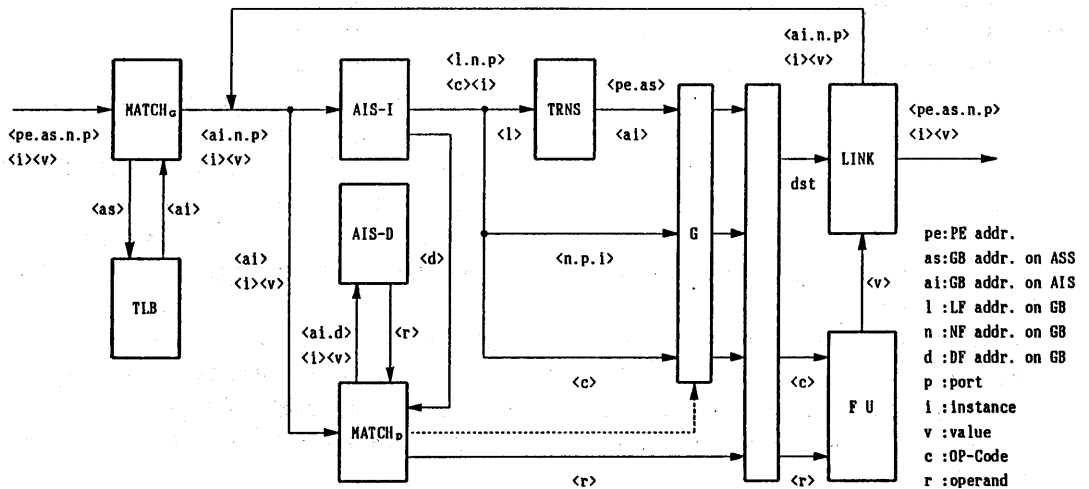 <ai.n.p>
<i><v>
<l.n.p>
<c><i>
MATCH_G
AIS-I
TRNS
<pe.as>
<ai>
<l>
<pe.as.n.p>
<i><v>
<ai.n.p>
<i><v>
LINK
<pe.as.n.p>
<i><v>
dst
<as>
<ai>
AIS-D
<d>
G
<n.p.i>
TLB
<ai>
<i><v>
<ai.d>
<i><v>
<r>
<v>
<c>
<c>
MATCH_D
F U
<r>
<r>
pe:PE addr.
as:GB addr. on ASS
ai:GB addr. on AIS
l :LF addr. on GB
n :NF addr. on GB
d :DF addr. on GB
p :port
i :instance
v :value
c :OP-Code
r :operand